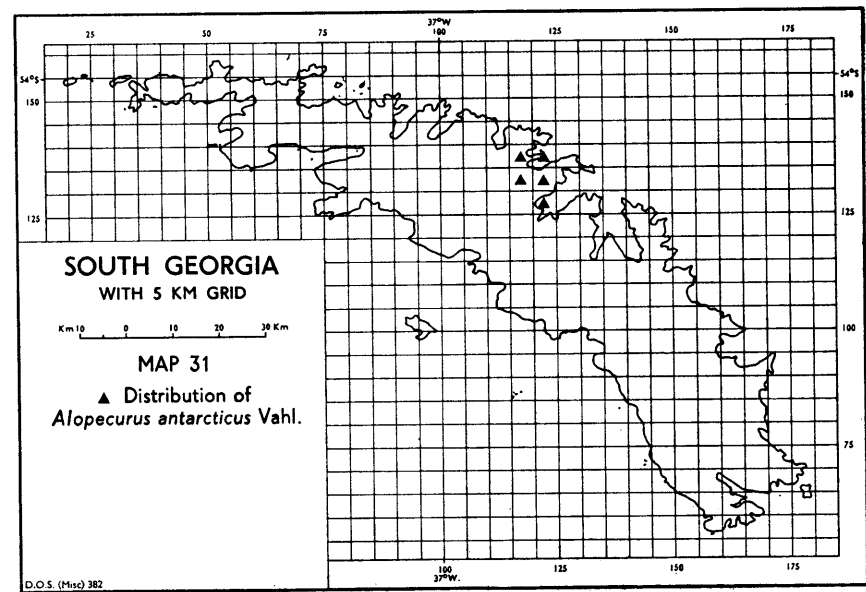 37°W
25 50 75 100 125 150 175
54°S 54°S
150 150
125 125
SOUTH GEORGIA
WITH 5 KM GRID
Km 10 0 10 20 30 Km
100
MAP 31
▲ Distribution of
Alopecurus antarcticus Vahl.
75
100 125 150 175
37°W.
D.O.S. (Misc) 382